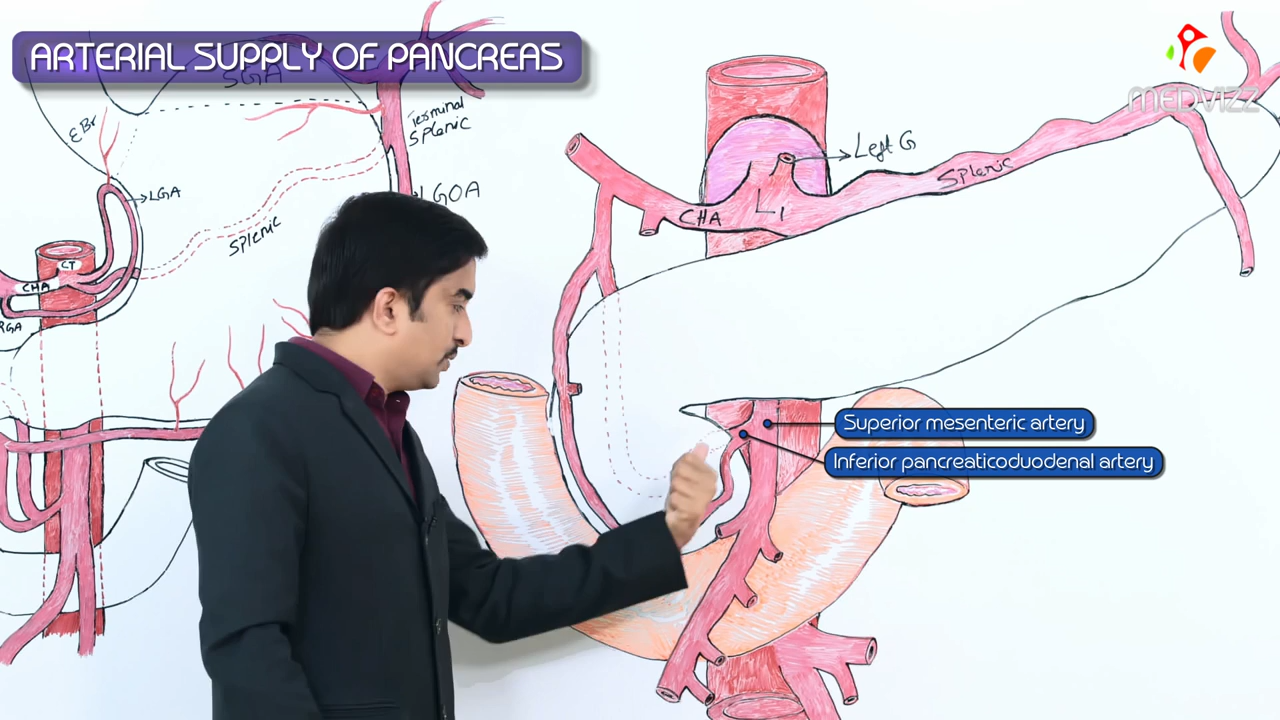 ARTERIAL SUPPLY OF PANCREAS
MEDVIZZ
SGA
EBr
Terminal
Splenic
LGA
LGOA
Splenic
CT
CHA
RGA
Left G
Splenic
CHA
Superior mesenteric artery
Inferior pancreaticoduodenal artery